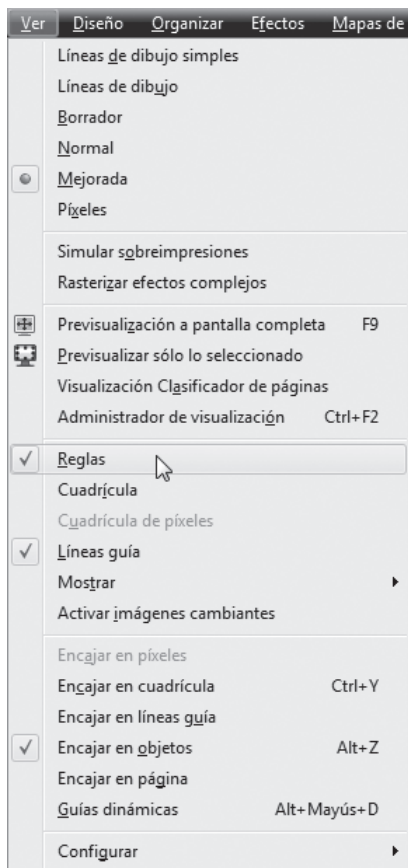 Ver Diseño Organizar Efectos Mapas de
Líneas de dibujo simples
Líneas de dibujo
Borrador
Normal
Mejorada
Píxeles
Simular sobreimpresiones
Rasterizar efectos complejos
Previsualización a pantalla completa F9
Previsualizar sólo lo seleccionado
Visualización Clasificador de páginas
Administrador de visualización Ctrl+F2
Reglas
Cuadrícula
Cuadrícula de píxeles
Líneas guía
Mostrar
Activar imágenes cambiantes
Encajar en píxeles
Encajar en cuadrícula Ctrl+Y
Encajar en líneas guía
Encajar en objetos Alt+Z
Encajar en página
Guías dinámicas Alt+Mayús+D
Configurar